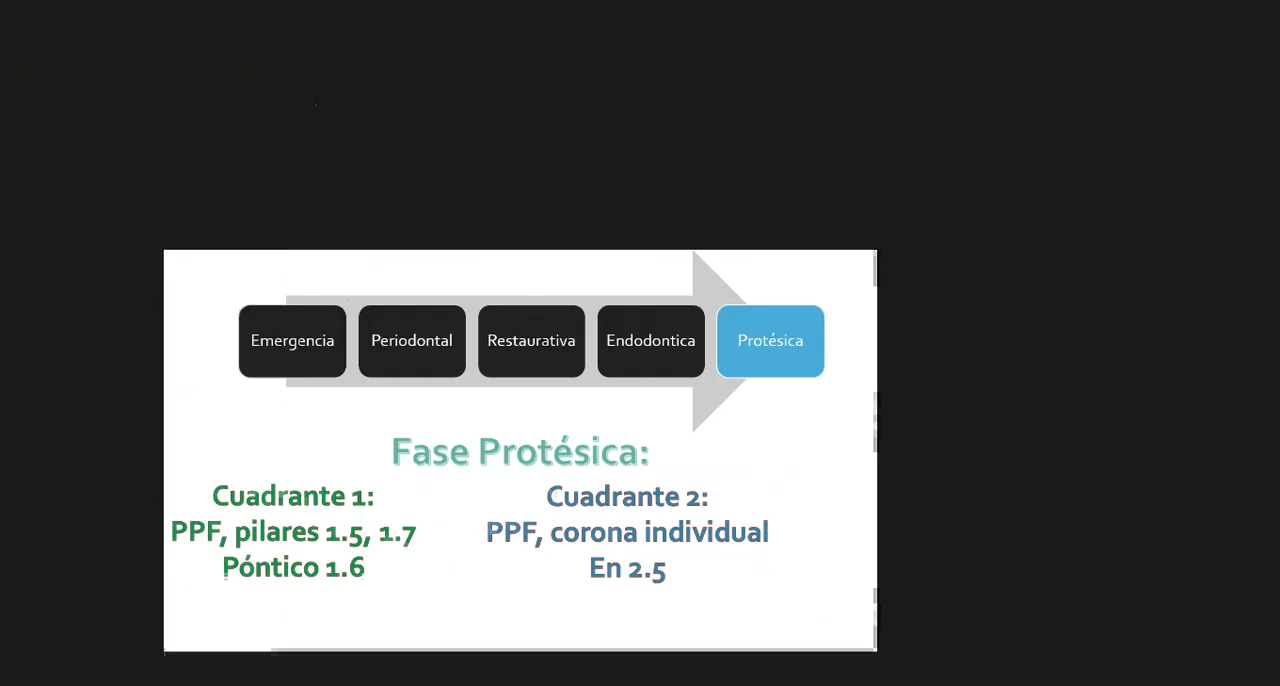 Emergencia
Periodontal
Restaurativa
Endodontica
Protésica
Fase Protésica:
Cuadrante 1:
PPF, pilares 1.5, 1.7
Póntico 1.6
Cuadrante 2:
PPF, corona individual
En 2.5